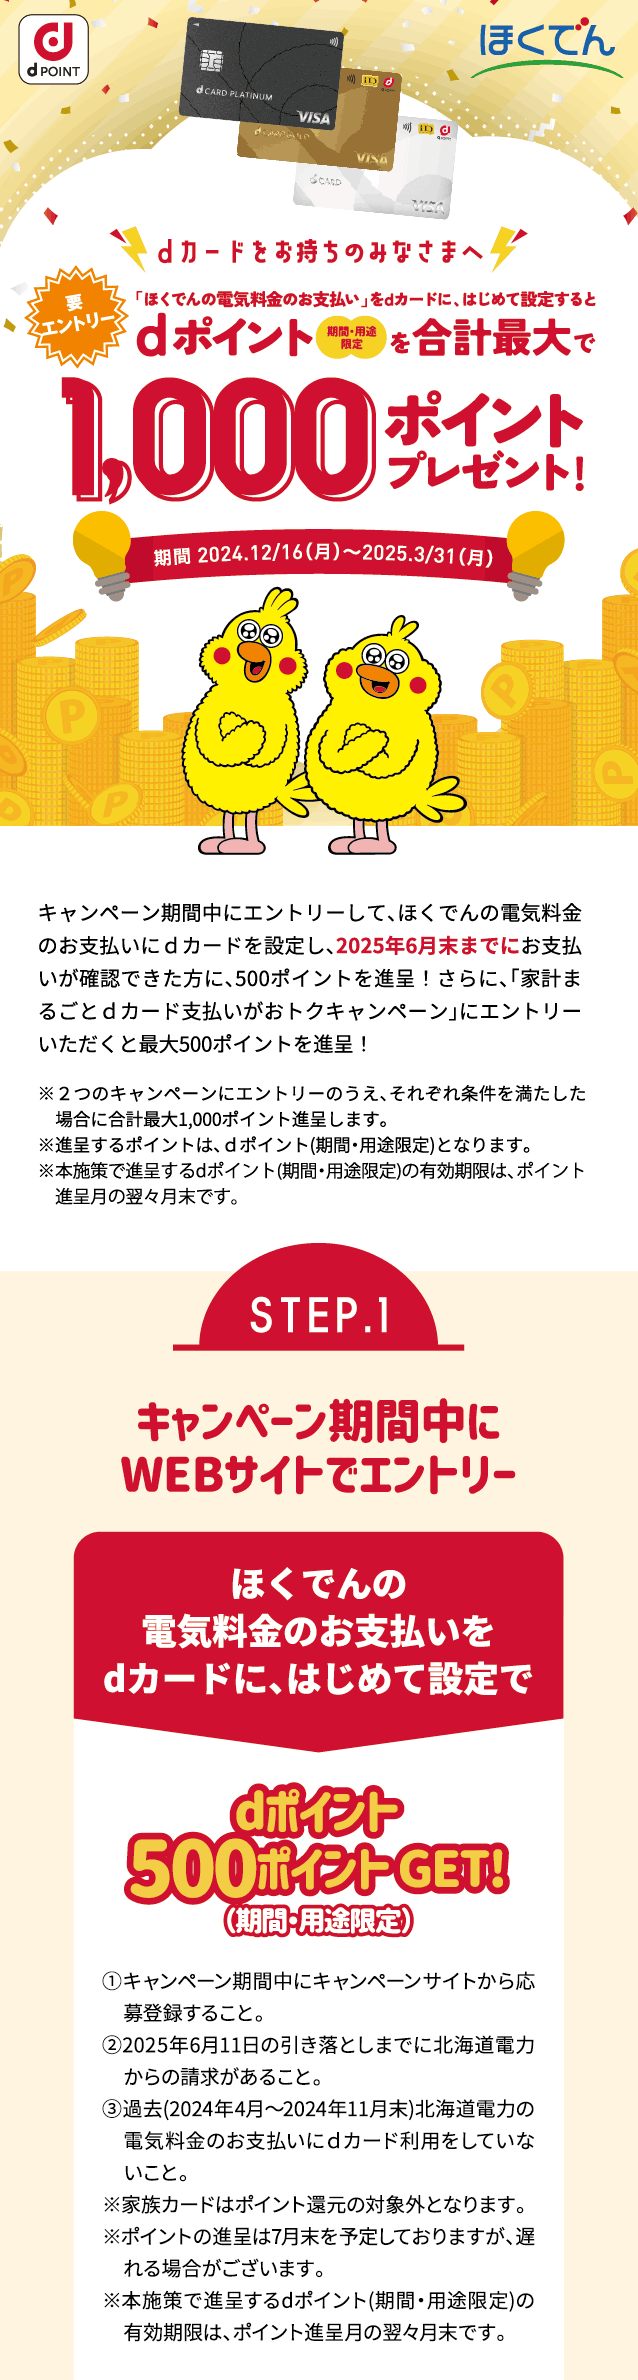 d POINT
ほくでん
d CARD PLATINUM
VISA
iD
d POINT
VISA
iD
d POINT
d CARD
VISA
dカードをお持ちのみなさまへ
要
エントリー
「ほくでんの電気料金のお支払い」をdカードに、はじめて設定すると
dポイント 期間・用途限定 を合計最大で
1,000ポイント
プレゼント!
期間 2024.12/16(月)～2025.3/31(月)
キャンペーン期間中にエントリーして、ほくでんの電気料金
のお支払いにｄカードを設定し、2025年6月末までにお支払
いが確認できた方に、500ポイントを進呈！さらに、「家計ま
るごとｄカード支払いがおトクキャンペーン」にエントリー
いただくと最大500ポイントを進呈！
※２つのキャンペーンにエントリーのうえ、それぞれ条件を満たした
場合に合計最大1,000ポイント進呈します。
※進呈するポイントは、ｄポイント(期間・用途限定)となります。
※本施策で進呈するdポイント(期間・用途限定)の有効期限は、ポイント
進呈月の翌々月末です。
STEP.1
キャンペーン期間中に
WEBサイトでエントリー
ほくでんの
電気料金のお支払いを
dカードに、はじめて設定で
dポイント
500ポイントGET!
(期間・用途限定)
①キャンペーン期間中にキャンペーンサイトから応
募登録すること。
②2025年6月11日の引き落としまでに北海道電力
からの請求があること。
③過去(2024年4月～2024年11月末)北海道電力の
電気料金のお支払いにｄカード利用をしていな
いこと。
※家族カードはポイント還元の対象外となります。
※ポイントの進呈は7月末を予定しておりますが、遅
れる場合がございます。
※本施策で進呈するdポイント(期間・用途限定)の
有効期限は、ポイント進呈月の翌々月末です。